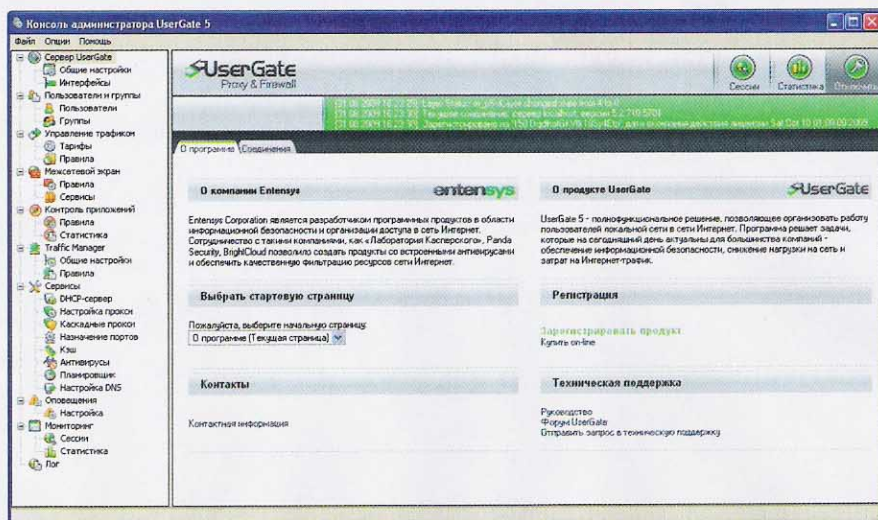 Консоль администратора UserGate 5
Файл Опции Помощь
Сервер UserGate
Общие настройки
Интерфейсы
Пользователи и группы
Пользователи
Группы
Управление трафиком
Тарифы
Правила
Межсетевой экран
Правила
Сервисы
Контроль приложений
Правила
Статистика
Traffic Manager
Общие настройки
Правила
Сервисы
DHCP-сервер
Настройка прокси
Каскадные прокси
Назначение портов
Кэш
Антивирусы
Планировщик
Настройка DNS
Оповещения
Настройка
Мониторинг
Сессии
Статистика
Лог
UserGate
Proxy & Firewall
Сессии Статистика Отключить
О программе Соединения
О компании Entensys
entensys
Entensys Corporation является разработчиком программных продуктов в области
информационной безопасности и организации доступа в сеть Интернет.
Сотрудничество с такими компаниями, как «Лаборатория Касперского», Panda
Security, BrightCloud позволило создать продукты со встроенными антивирусами
и обеспечить качественную фильтрацию ресурсов сети Интернет.
О продукте UserGate
UserGate
UserGate 5 - полнофункциональное решение, позволяющее организовать работу
пользователей локальной сети в сети Интернет. Программа решает задачи,
которые на сегодняшний день актуальны для большинства компаний -
обеспечение информационной безопасности, снижение нагрузки на сеть и
затрат на Интернет-трафик.
Выбрать стартовую страницу
Пожалуйста, выберите начальную страницу:
О программе (Текущая страница)
Регистрация
Зарегистрировать продукт
Купить on-line
Контакты
Контактная информация
Техническая поддержка
Руководство
Форум UserGate
Отправить запрос в техническую поддержку